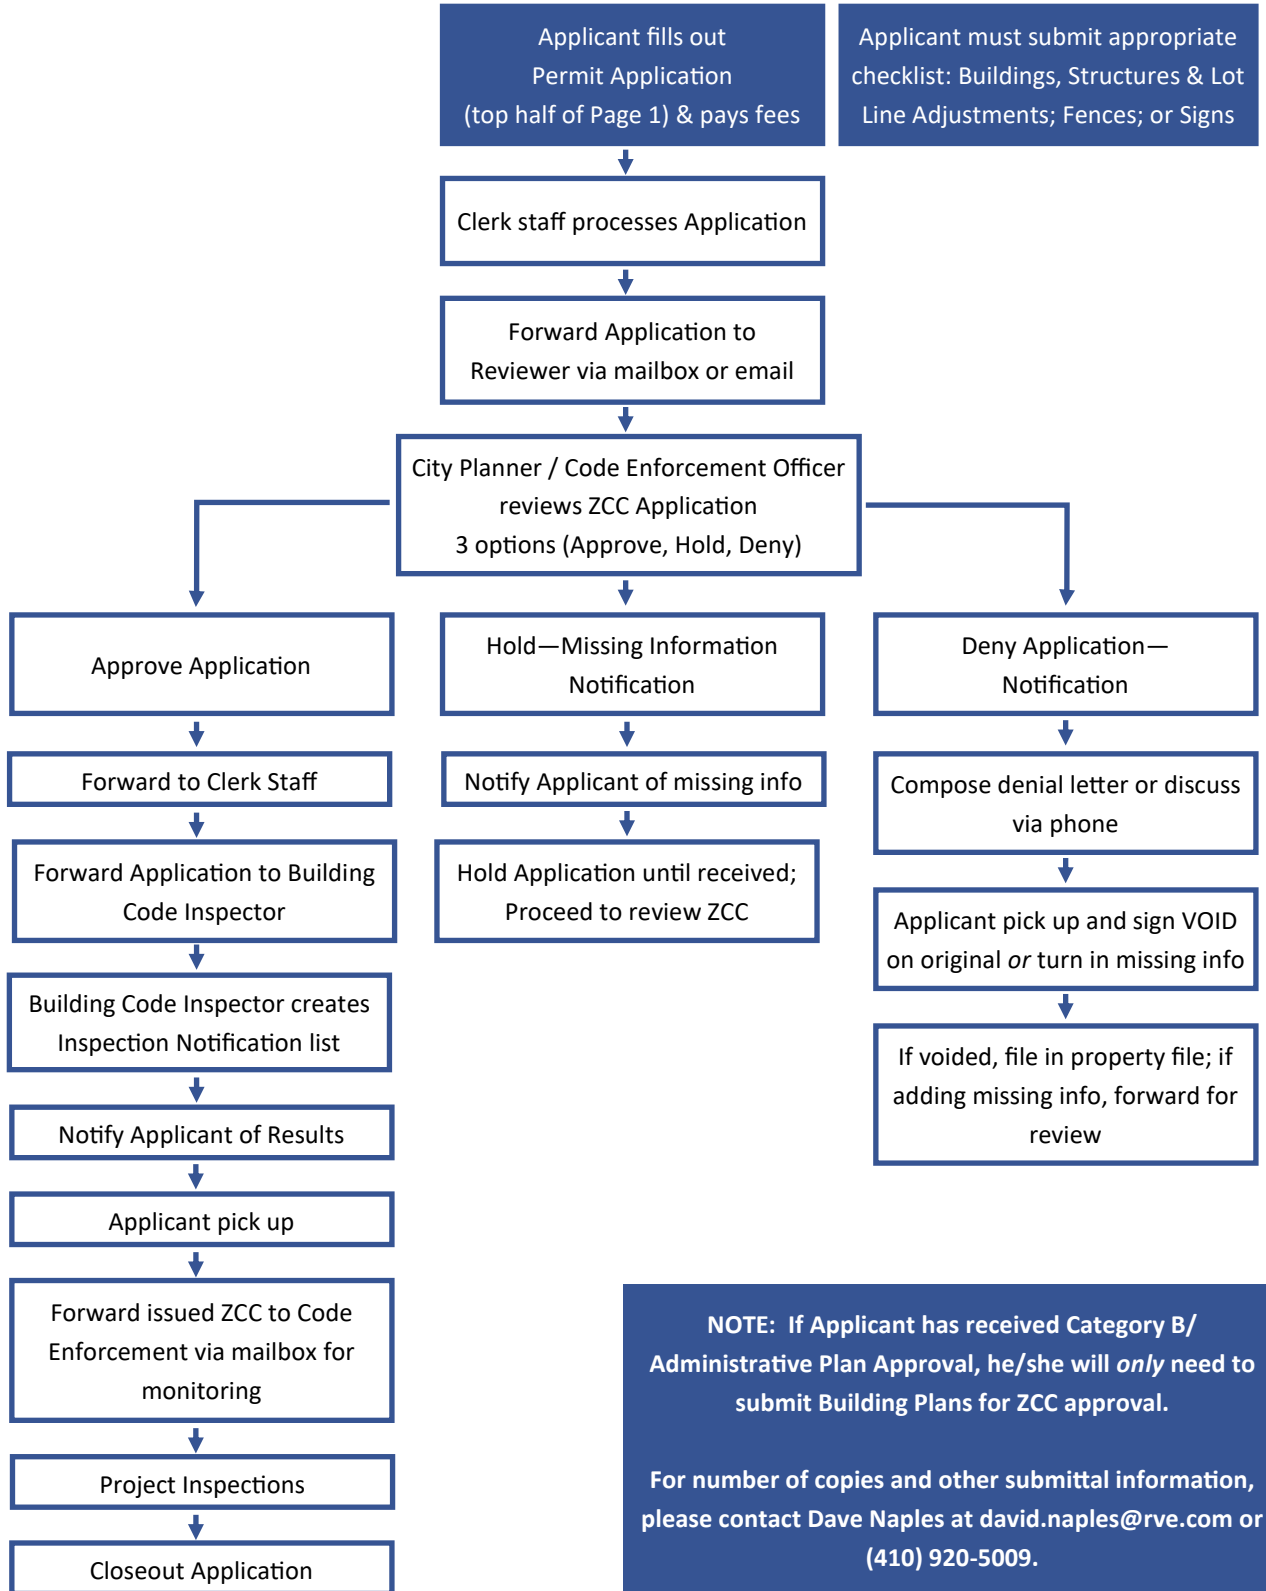 Applicant fills out
Permit Application
(top half of Page 1) & pays fees
Applicant must submit appropriate
checklist: Buildings, Structures & Lot
Line Adjustments; Fences; or Signs
Clerk staff processes Application
Forward Application to
Reviewer via mailbox or email
City Planner / Code Enforcement Officer
reviews ZCC Application
3 options (Approve, Hold, Deny)
Approve Application
Forward to Clerk Staff
Forward Application to Building
Code Inspector
Building Code Inspector creates
Inspection Notification list
Notify Applicant of Results
Applicant pick up
Forward issued ZCC to Code
Enforcement via mailbox for
monitoring
Project Inspections
Closeout Application
Hold—Missing Information
Notification
Notify Applicant of missing info
Hold Application until received;
Proceed to review ZCC
Deny Application—
Notification
Compose denial letter or discuss
via phone
Applicant pick up and sign VOID
on original or turn in missing info
If voided, file in property file; if
adding missing info, forward for
review
NOTE: If Applicant has received Category B/
Administrative Plan Approval, he/she will only need to
submit Building Plans for ZCC approval.
For number of copies and other submittal information,
please contact Dave Naples at david.naples@rve.com or
(410) 920-5009.